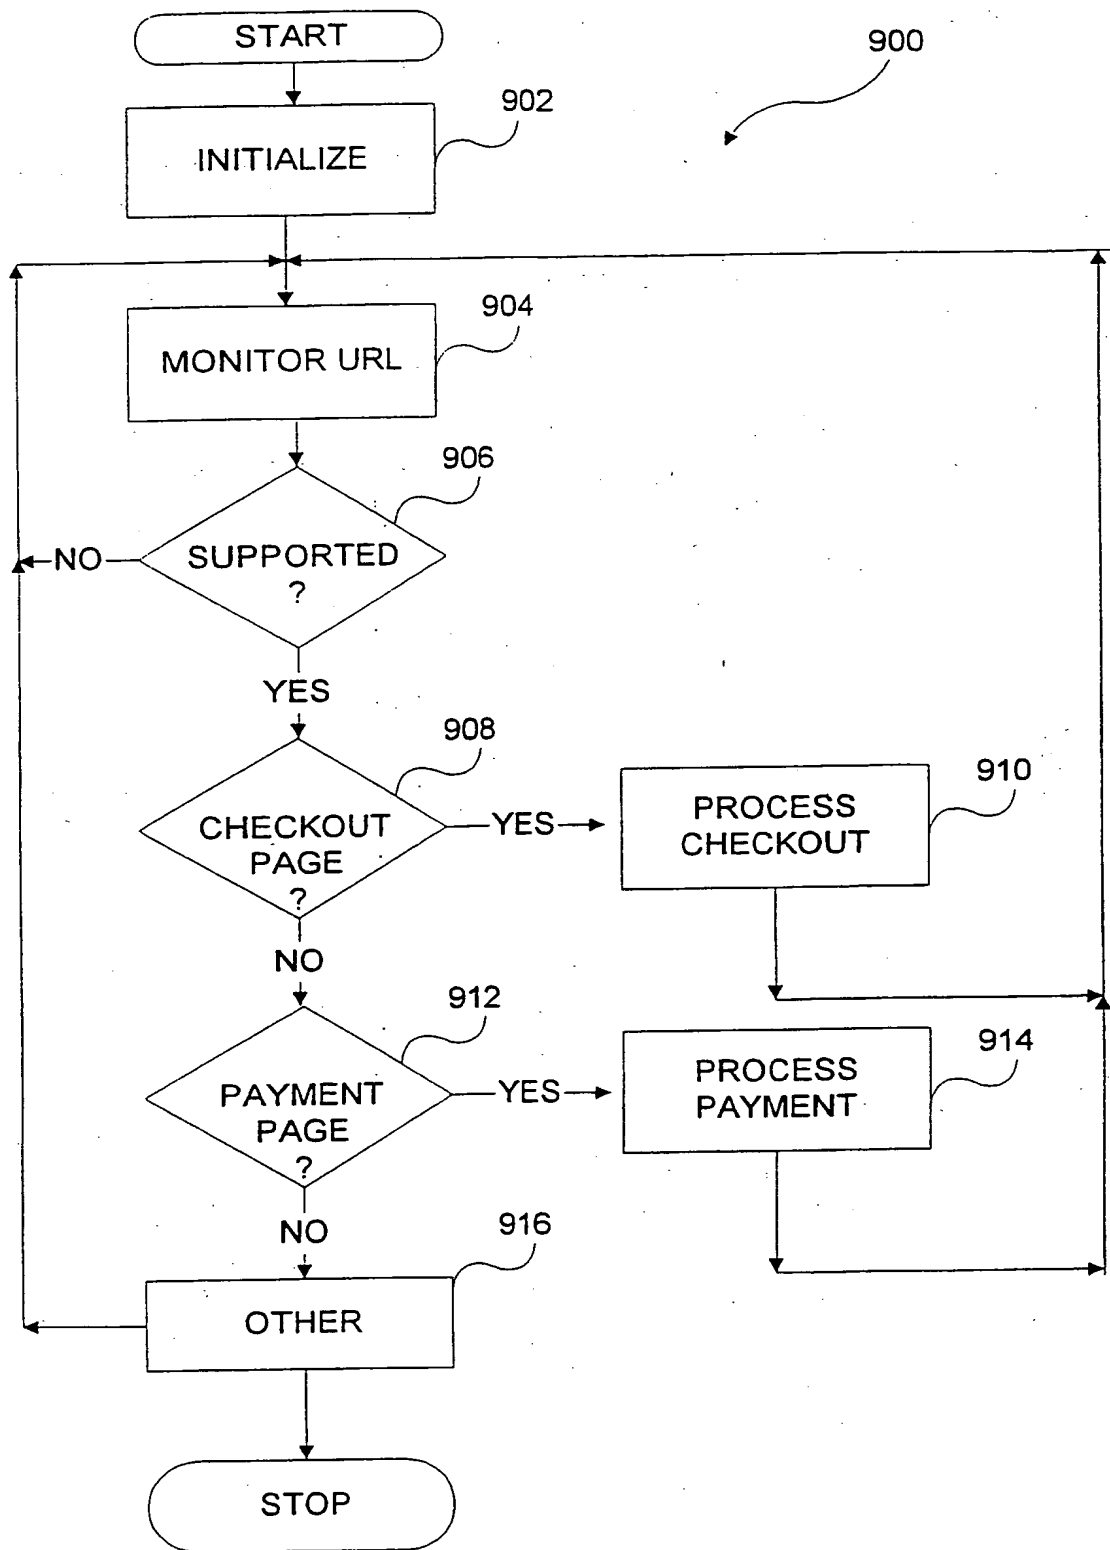 START
900
902
INITIALIZE
904
MONITOR URL
906
SUPPORTED
?
NO
YES
908
CHECKOUT
PAGE
?
YES
910
PROCESS
CHECKOUT
NO
912
PAYMENT
PAGE
?
YES
914
PROCESS
PAYMENT
NO
916
OTHER
STOP